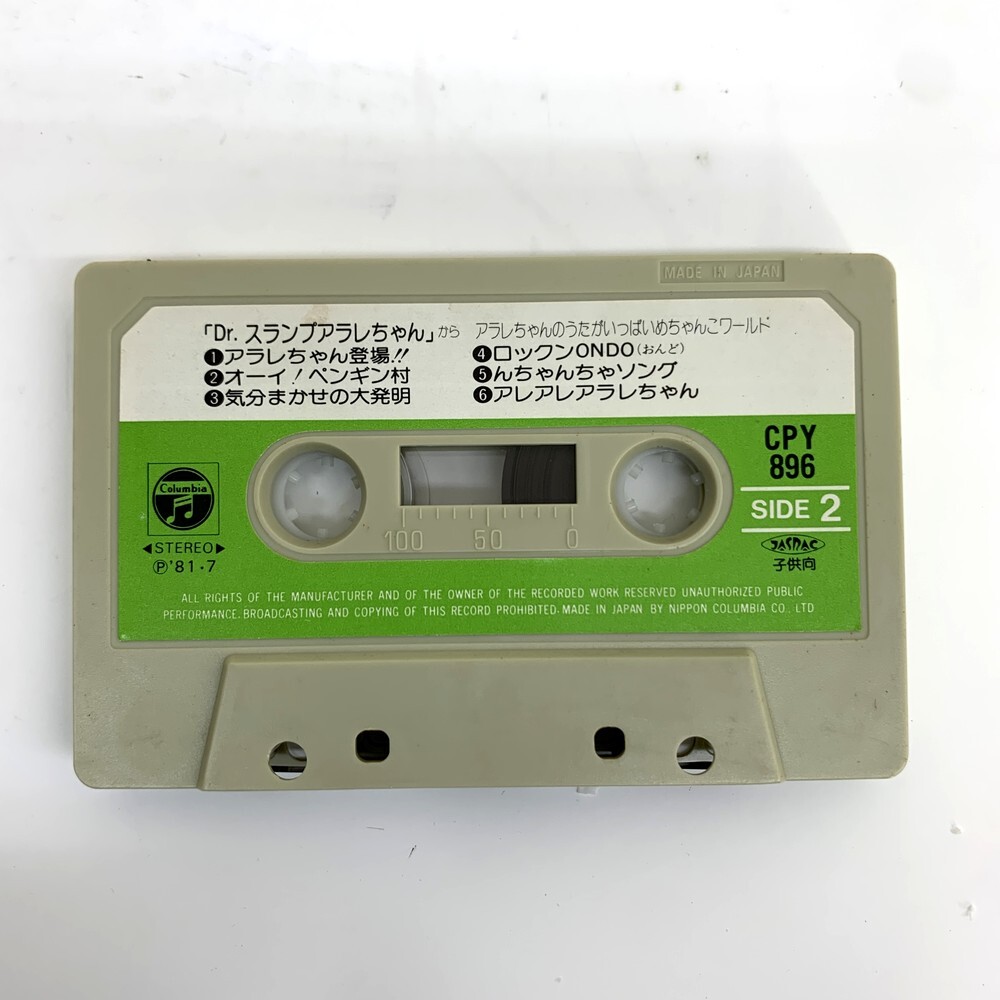 MADE IN JAPAN
「Dr. スランプアラレちゃん」から アラレちゃんのうたがいっぱいめちゃんこワールド
❶アラレちゃん登場!!
❷オーイ!ペンギン村
❸気分まかせの大発明
❹ロックンONDO(おんど)
❺んちゃんちゃソング
❻アレアレアラレちゃん
CPY
896
SIDE 2
JASRAC
子供向
Columbia
◀STEREO▶
Ⓟ'81・7
100 50 0
ALL RIGHTS OF THE MANUFACTURER AND OF THE OWNER OF THE RECORDED WORK RESERVED UNAUTHORIZED PUBLIC
PERFORMANCE. BROADCASTING AND COPYING OF THIS RECORD PROHIBITED. MADE IN JAPAN BY NIPPON COLUMBIA CO., LTD